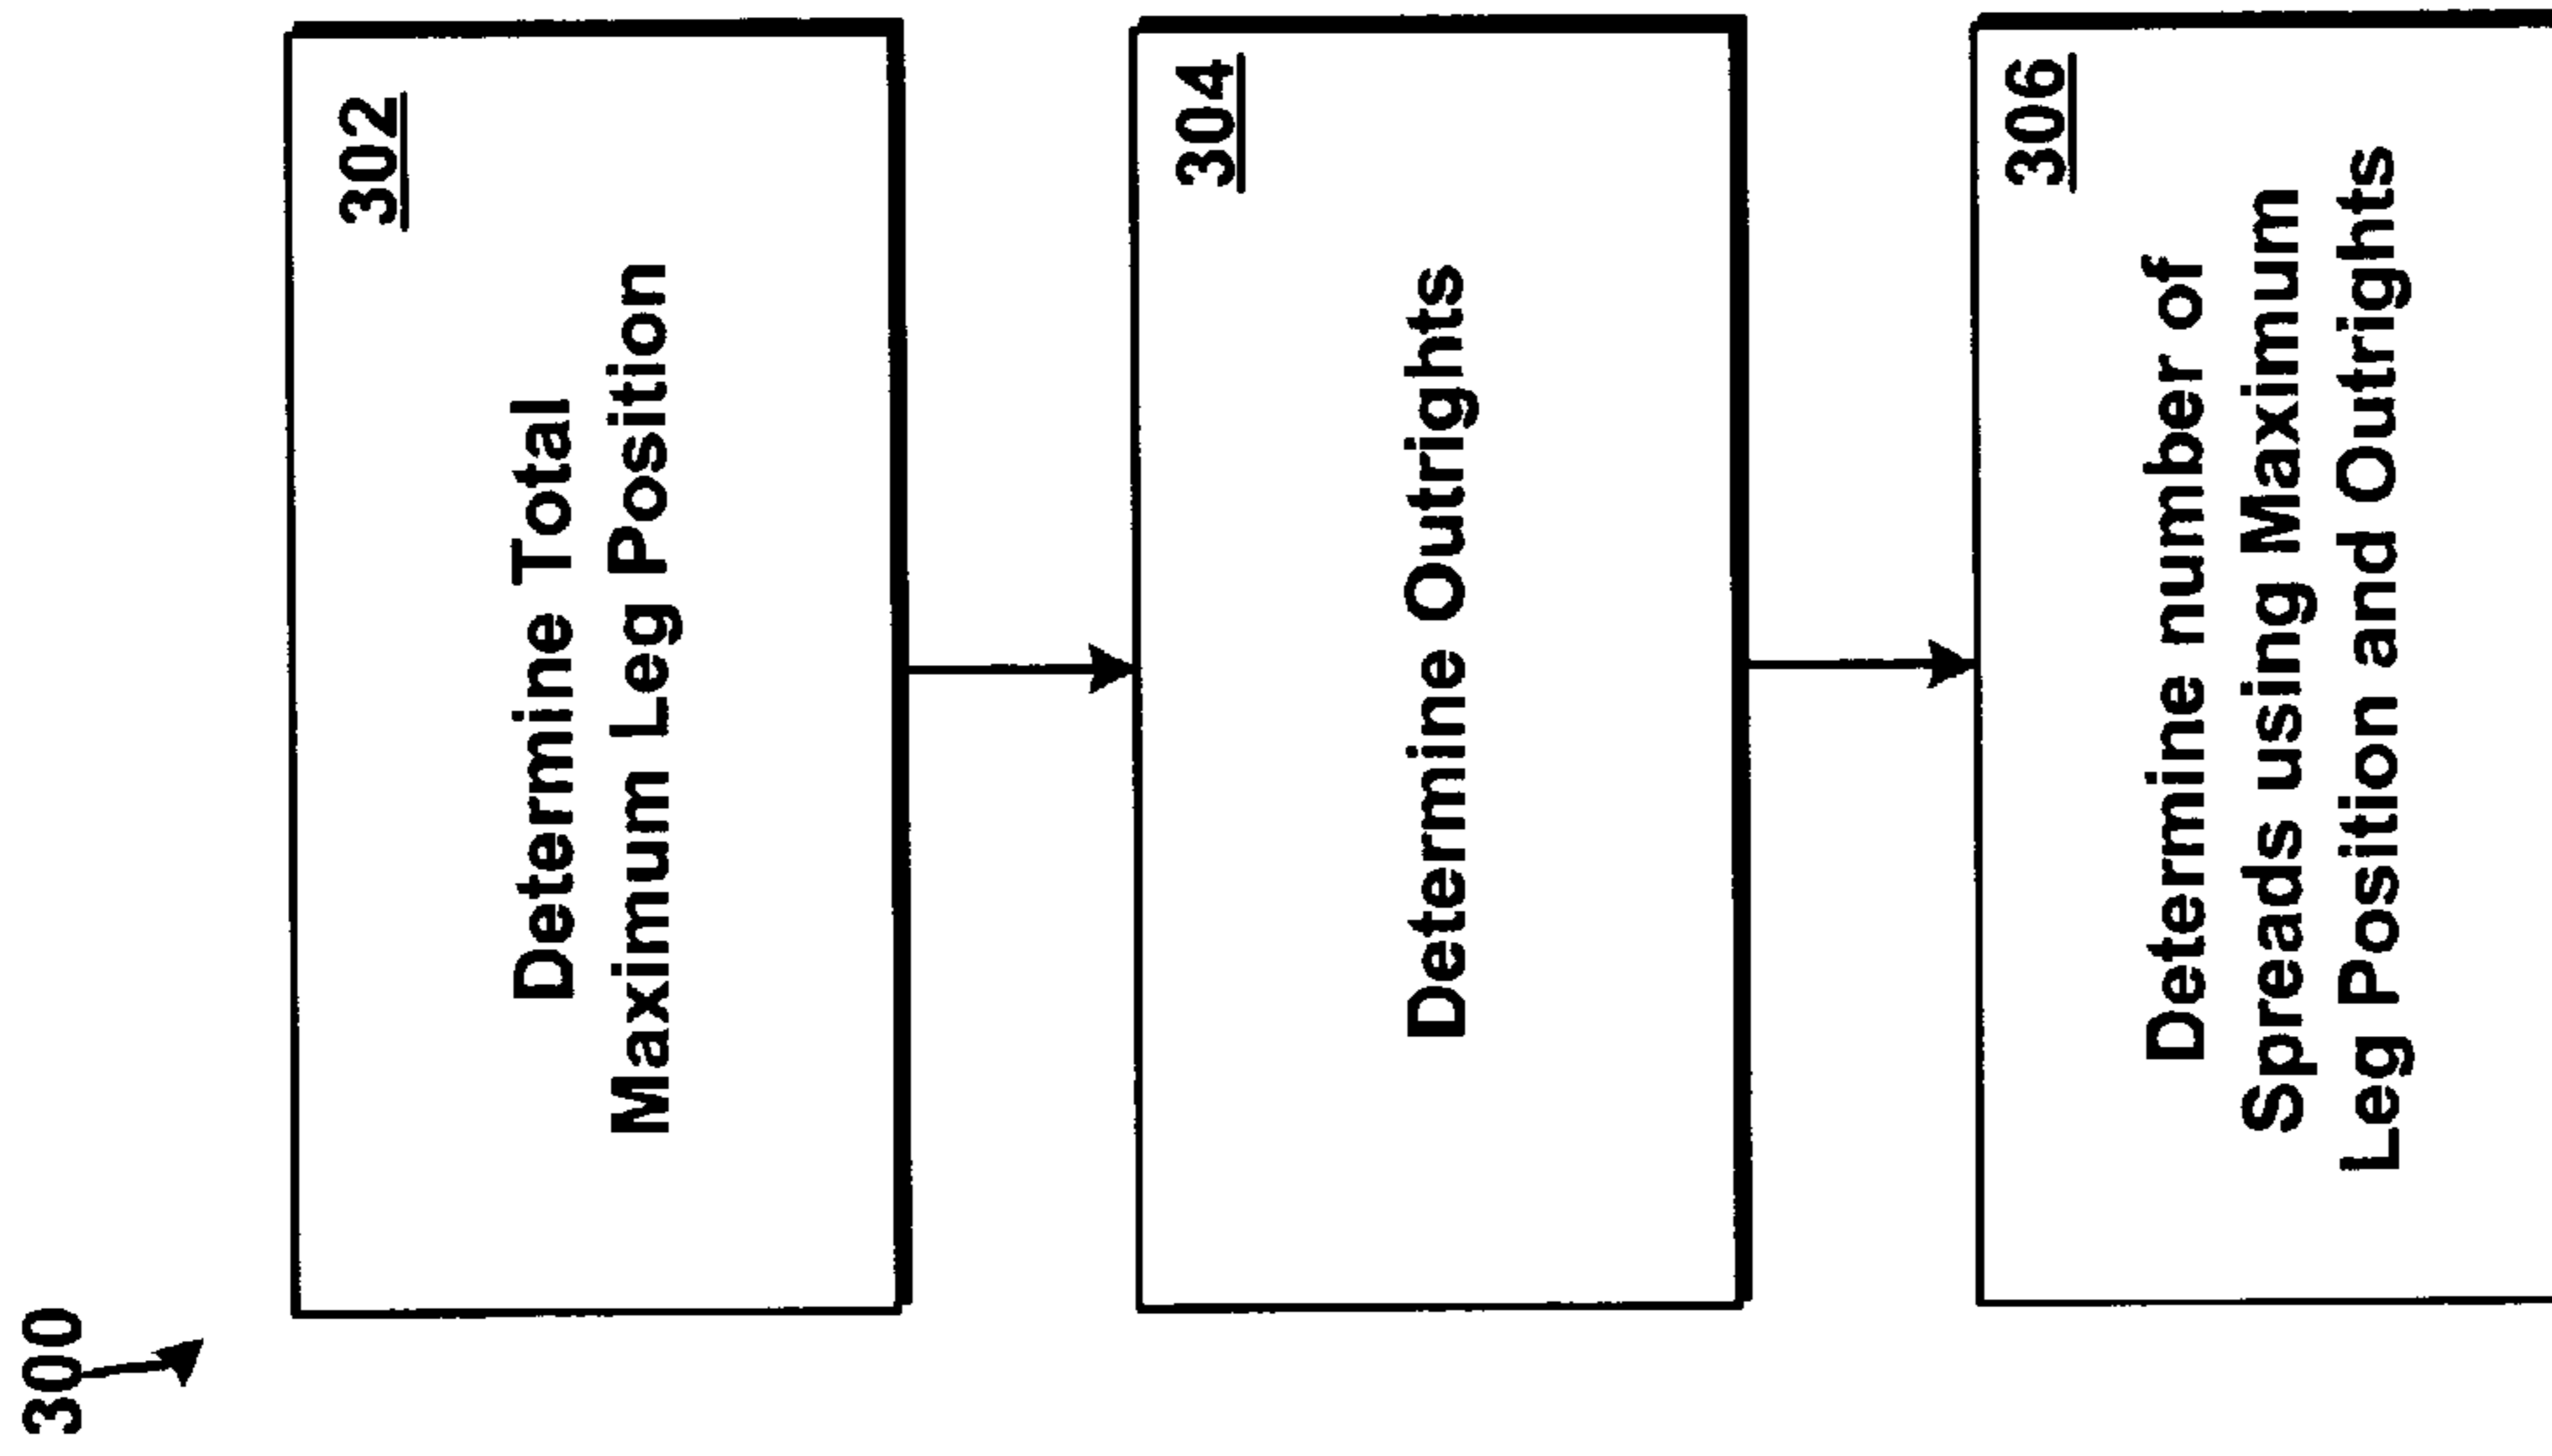 300
302
Determine Total
Maximum Leg Position
304
Determine Outrights
306
Determine number of
Spreads using Maximum
Leg Position and Outrights